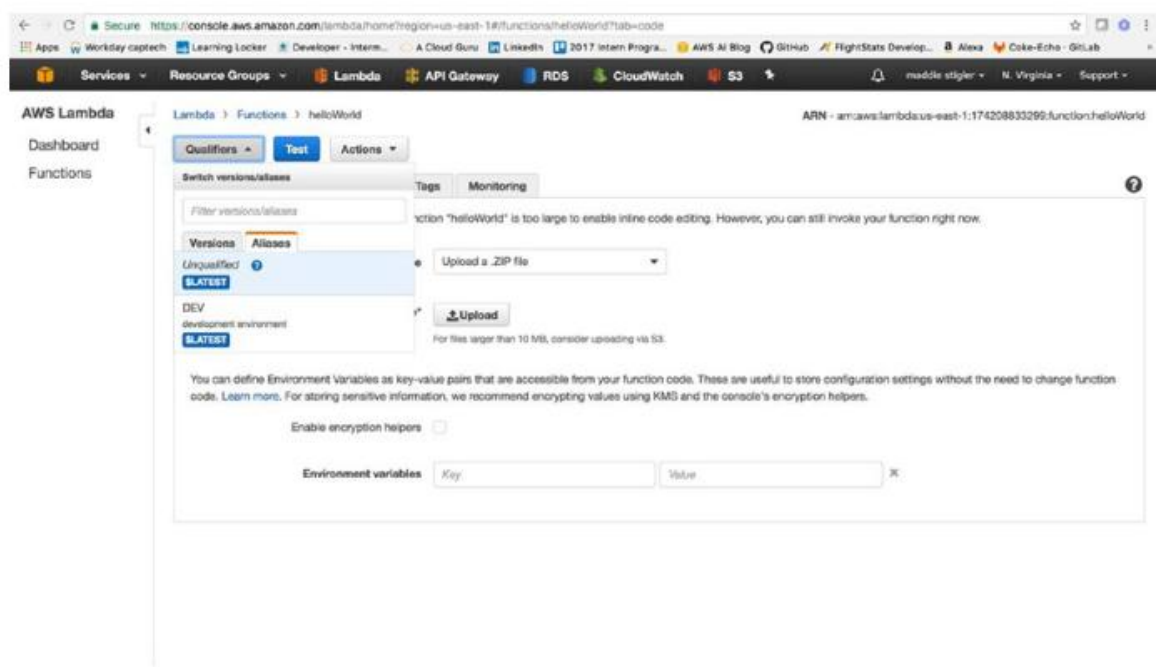 Secure https://console.aws.amazon.com/lambda/home?region=us-east-1#/functions/helloWorld?tab=code
Apps Workday captech Learning Locker Developer - Interm... A Cloud Guru LinkedIn 2017 Intern Progra... AWS AI Blog GitHub FlightStats Develop... Alexa Coke-Echo · GitLab »
Services Resource Groups Lambda API Gateway RDS CloudWatch S3 maddie stigler N. Virginia Support
AWS Lambda
Dashboard
Functions
Lambda > Functions > helloWorld
ARN - arn:aws:lambda:us-east-1:174208833299:function:helloWorld
Qualifiers Test Actions
Switch versions/aliases
Tags Monitoring
Filter versions/aliases
nction "helloWorld" is too large to enable inline code editing. However, you can still invoke your function right now.
Versions Aliases
Unqualified
$LATEST
e Upload a .ZIP file
DEV
development environment
$LATEST
Upload
For files larger than 10 MB, consider uploading via S3.
You can define Environment Variables as key-value pairs that are accessible from your function code. These are useful to store configuration settings without the need to change function
code. Learn more. For storing sensitive information, we recommend encrypting values using KMS and the console's encryption helpers.
Enable encryption helpers
Environment variables Key Value